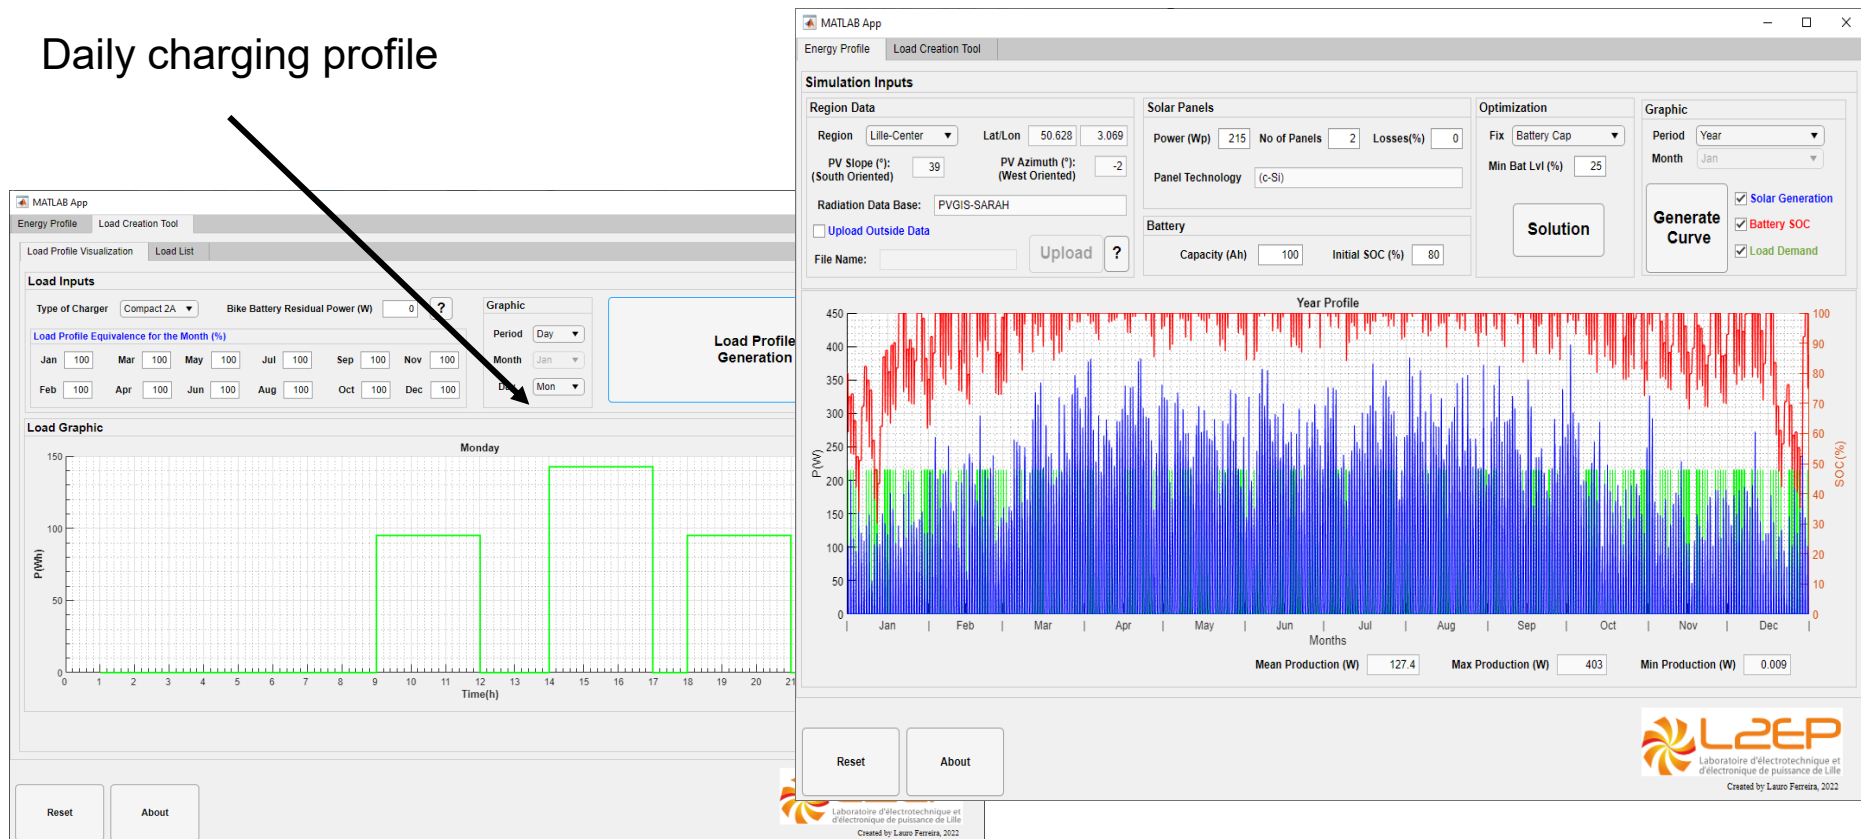 Daily charging profile
MATLAB App
Energy Profile Load Creation Tool
Load Profile Visualization Load List
Load Inputs
Type of Charger Compact 2A Bike Battery Residual Power (W) 0 ?
Load Profile Equivalence for the Month (%)
Jan 100 Mar 100 May 100 Jul 100 Sep 100 Nov 100
Feb 100 Apr 100 Jun 100 Aug 100 Oct 100 Dec 100
Graphic
Period Day
Month Jan
Mon
Load Profile
Generation
Load Graphic
Monday
150
100
50
0
P(Wh)
0 1 2 3 4 5 6 7 8 9 10 11 12 13 14 15 16 17 18 19 20 21
Time(h)
Reset About
Laboratoire d'électrotechnique et
d'électronique de puissance de Lille
Created by Lauro Ferreira, 2022
MATLAB App
Energy Profile Load Creation Tool
Simulation Inputs
Region Data
Region Lille-Center Lat/Lon 50.628 3.069
PV Slope (°): 39 PV Azimuth (°): -2
(South Oriented) (West Oriented)
Radiation Data Base: PVGIS-SARAH
Upload Outside Data
File Name: Upload ?
Solar Panels
Power (Wp) 215 No of Panels 2 Losses(%) 0
Panel Technology (c-Si)
Battery
Capacity (Ah) 100 Initial SOC (%) 80
Optimization
Fix Battery Cap
Min Bat Lvl (%) 25
Solution
Graphic
Period Year
Month Jan
Generate
Curve
Solar Generation
Battery SOC
Load Demand
Year Profile
450
400
350
300
250
200
150
100
50
0
P(W)
100
90
80
70
60
50
40
30
20
10
0
SOC(%)
Jan Feb Mar Apr May Jun Jul Aug Sep Oct Nov Dec
Months
Mean Production (W) 127.4 Max Production (W) 403 Min Production (W) 0.009
Reset About
L2EP
Laboratoire d'électrotechnique et
d'électronique de puissance de Lille
Created by Lauro Ferreira, 2022